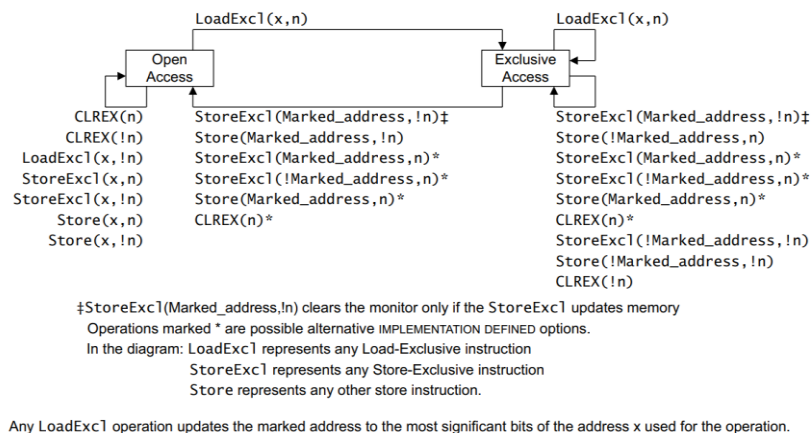 LoadExcl(x,n)
LoadExcl(x,n)
Open
Access
Exclusive
Access
CLREX(n)
CLREX(!n)
LoadExcl(x,!n)
StoreExcl(x,n)
StoreExcl(x,!n)
Store(x,n)
Store(x,!n)
StoreExcl(Marked_address,!n)‡
Store(Marked_address,!n)
StoreExcl(Marked_address,n)*
StoreExcl(!Marked_address,n)*
Store(Marked_address,n)*
CLREX(n)*
StoreExcl(Marked_address,!n)‡
Store(!Marked_address,n)
StoreExcl(Marked_address,n)*
StoreExcl(!Marked_address,n)*
Store(Marked_address,n)*
CLREX(n)*
StoreExcl(!Marked_address,!n)
Store(!Marked_address,!n)
CLREX(!n)
‡StoreExcl(Marked_address,!n) clears the monitor only if the StoreExcl updates memory
Operations marked * are possible alternative IMPLEMENTATION DEFINED options.
In the diagram: LoadExcl represents any Load-Exclusive instruction
StoreExcl represents any Store-Exclusive instruction
Store represents any other store instruction.
Any LoadExcl operation updates the marked address to the most significant bits of the address x used for the operation.